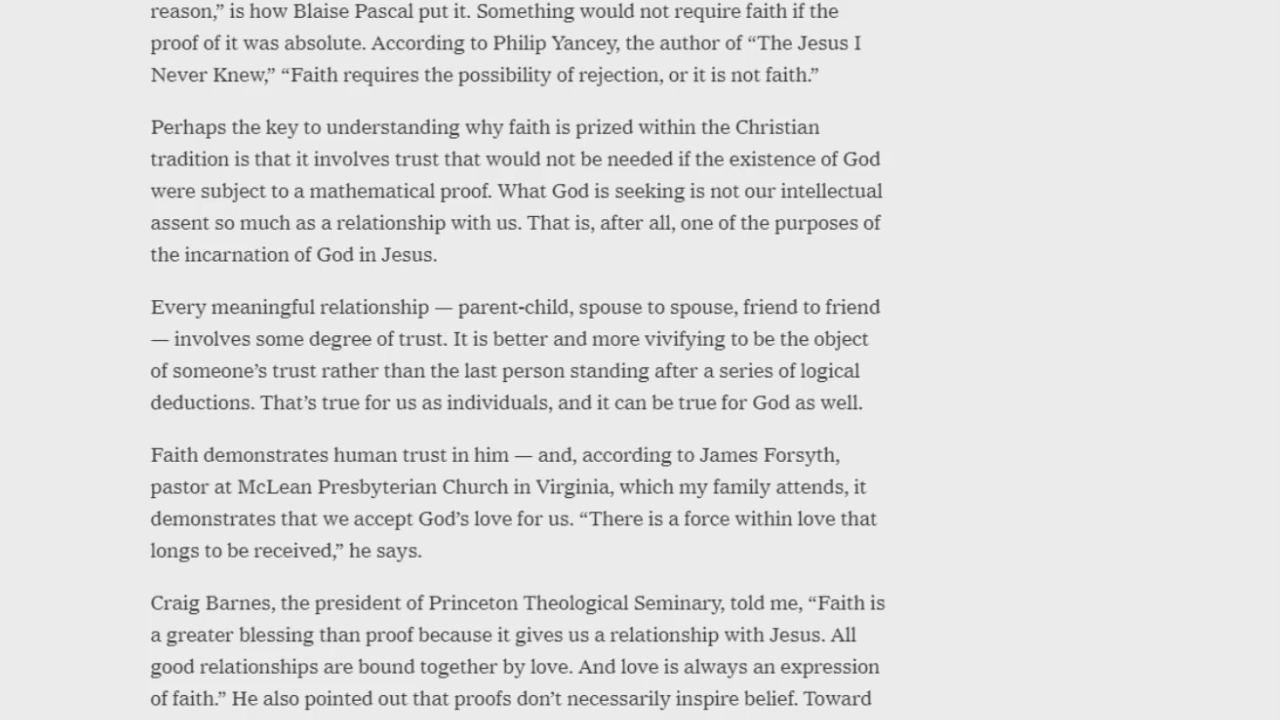 reason,” is how Blaise Pascal put it. Something would not require faith if the
proof of it was absolute. According to Philip Yancey, the author of “The Jesus I
Never Knew,” “Faith requires the possibility of rejection, or it is not faith.”
Perhaps the key to understanding why faith is prized within the Christian
tradition is that it involves trust that would not be needed if the existence of God
were subject to a mathematical proof. What God is seeking is not our intellectual
assent so much as a relationship with us. That is, after all, one of the purposes of
the incarnation of God in Jesus.
Every meaningful relationship — parent-child, spouse to spouse, friend to friend
— involves some degree of trust. It is better and more vivifying to be the object
of someone’s trust rather than the last person standing after a series of logical
deductions. That’s true for us as individuals, and it can be true for God as well.
Faith demonstrates human trust in him — and, according to James Forsyth,
pastor at McLean Presbyterian Church in Virginia, which my family attends, it
demonstrates that we accept God’s love for us. “There is a force within love that
longs to be received,” he says.
Craig Barnes, the president of Princeton Theological Seminary, told me, “Faith is
a greater blessing than proof because it gives us a relationship with Jesus. All
good relationships are bound together by love. And love is always an expression
of faith.” He also pointed out that proofs don’t necessarily inspire belief. Toward